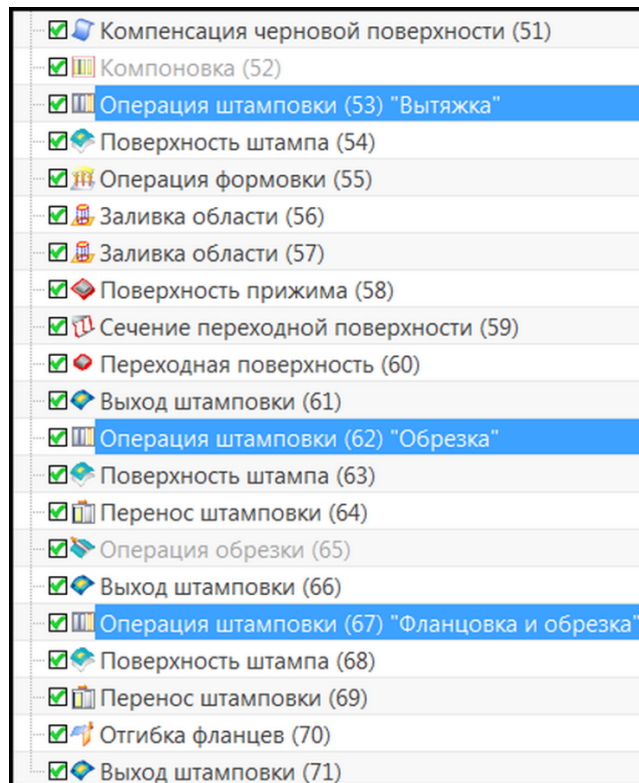 Компенсация черновой поверхности (51)
Компоновка (52)
Операция штамповки (53) "Вытяжка"
Поверхность штампа (54)
Операция формовки (55)
Заливка области (56)
Заливка области (57)
Поверхность прижима (58)
Сечение переходной поверхности (59)
Переходная поверхность (60)
Выход штамповки (61)
Операция штамповки (62) "Обрезка"
Поверхность штампа (63)
Перенос штамповки (64)
Операция обрезки (65)
Выход штамповки (66)
Операция штамповки (67) "Фланцовка и обрезка"
Поверхность штампа (68)
Перенос штамповки (69)
Отгибка фланцев (70)
Выход штамповки (71)